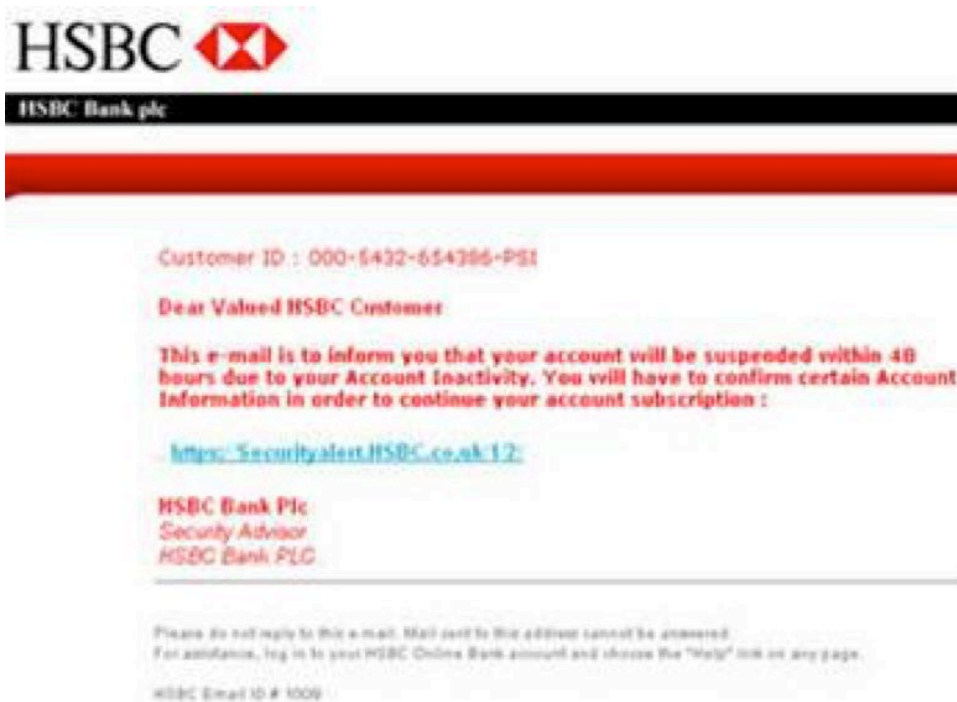 HSBC
HSBC Bank plc
Customer ID : 000-5432-654386-PSI
Dear Valued HSBC Customer
This e-mail is to inform you that your account will be suspended within 48
hours due to your Account Inactivity. You will have to confirm certain Account
Information in order to continue your account subscription :
https://Securityalert.HSBC.co.uk/12/
HSBC Bank Plc
Security Advisor
HSBC Bank PLC
Please do not reply to this e-mail. Mail sent to this address cannot be answered.
For assistance, log in to your HSBC Online Bank account and choose the "Help" link on any page.
HSBC Email ID # 1009